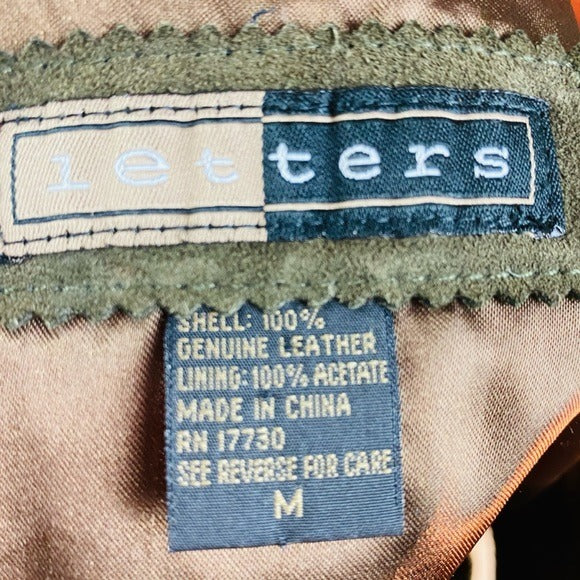 letters
SHELL: 100%
GENUINE LEATHER
LINING: 100% ACETATE
MADE IN CHINA
RN 17730
SEE REVERSE FOR CARE
M